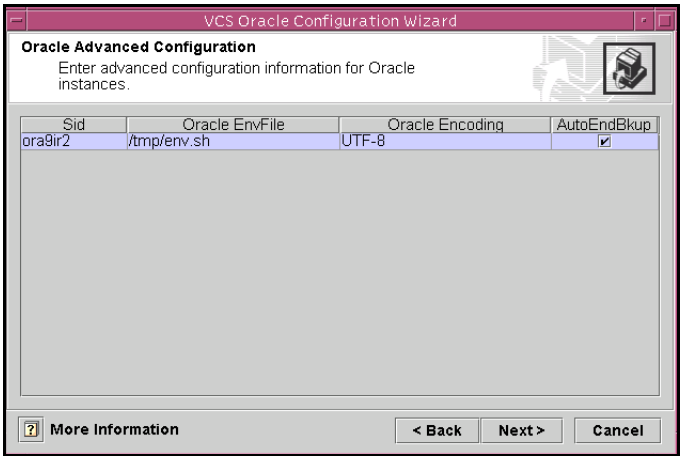 VCS Oracle Configuration Wizard
Oracle Advanced Configuration
Enter advanced configuration information for Oracle
instances.
Sid Oracle EnvFile Oracle Encoding AutoEndBkup
ora9ir2 /tmp/env.sh UTF-8
? More Information < Back Next > Cancel